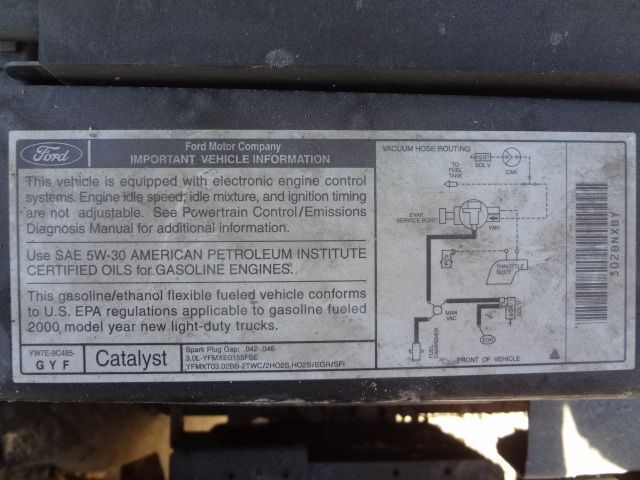 Ford
Ford Motor Company
IMPORTANT VEHICLE INFORMATION
This vehicle is equipped with electronic engine control
systems. Engine idle speed, idle mixture, and ignition timing
are not adjustable. See Powertrain Control/Emissions
Diagnosis Manual for additional information.
Use SAE 5W-30 AMERICAN PETROLEUM INSTITUTE
CERTIFIED OILS for GASOLINE ENGINES.
This gasoline/ethanol flexible fueled vehicle conforms
to U.S. EPA regulations applicable to gasoline fueled
2000 model year new light-duty trucks.
YW7E-9C485-
GYF
Catalyst
Spark Plug Gap: .042-.046
3.0L-YFMXE0155FBE
YFMXT03.02BB-2TWC/2HO2S,HO2S/EGR/SFI
VACUUM HOSE ROUTING
TO
FUEL
TANK
VENT
SOL V.
CAN
EVAP
SERVICE PORT
VMV
THROTTLE
BODY
MAN
VAC
FUEL
DAMPENER
EGR
FRONT OF VEHICLE
302BNXBY